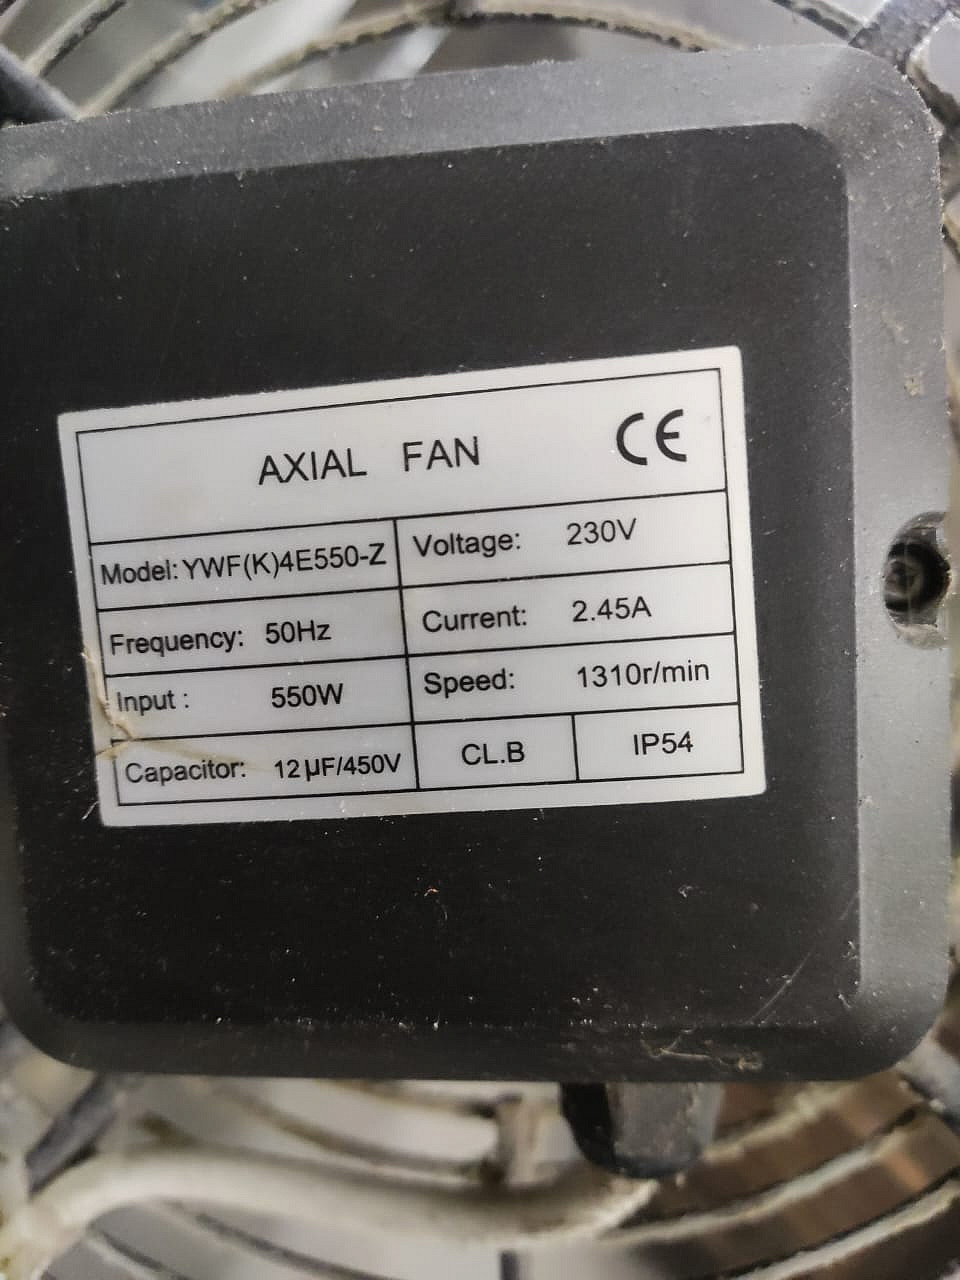 AXIAL FAN CE
Model: YWF(K)4E550-Z Voltage: 230V
Frequency: 50Hz Current: 2.45A
Input : 550W Speed: 1310r/min
Capacitor: 12µF/450V CL.B IP54